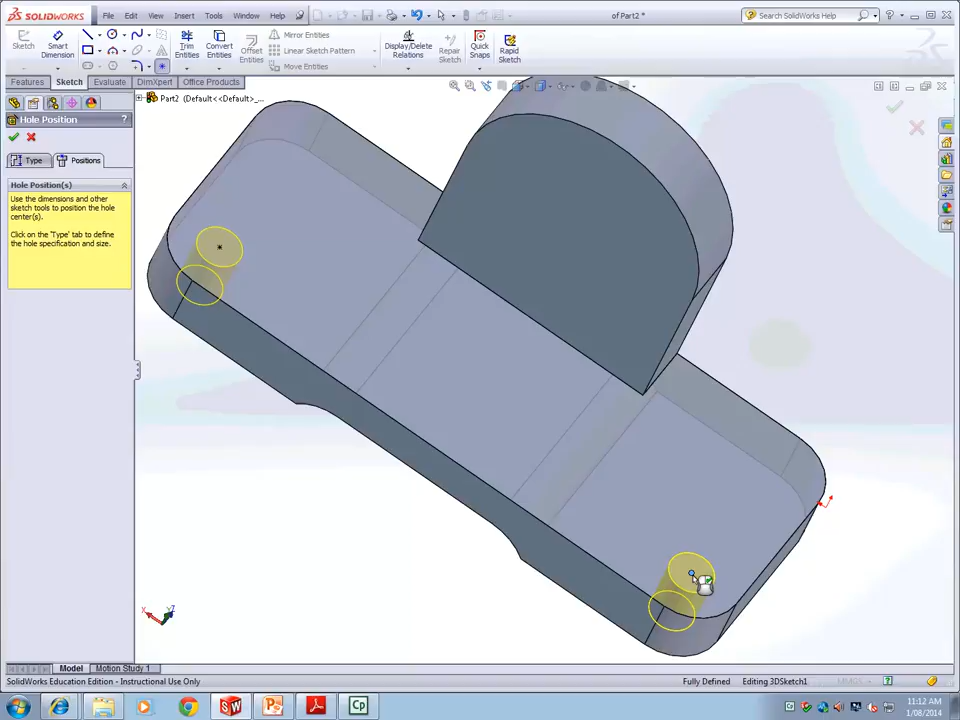 SOLIDWORKS
File Edit View Insert Tools Window Help
of Part2 *
Search SolidWorks Help
Sketch
Smart Dimension
Trim Entities
Convert Entities
Offset Entities
Mirror Entities
Linear Sketch Pattern
Move Entities
Display/Delete Relations
Repair Sketch
Quick Snaps
Rapid Sketch
Features Sketch Evaluate DimXpert Office Products
Part2 (Default<<Default>_...
Hole Position ?
Type Positions
Hole Position(s)
Use the dimensions and other
sketch tools to position the hole
center(s).
Click on the 'Type' tab to define
the hole specification and size.
X
Z
Model Motion Study 1
SolidWorks Education Edition - Instructional Use Only
Fully Defined Editing 3DSketch1 MMGS
11:12 AM
1/08/2014